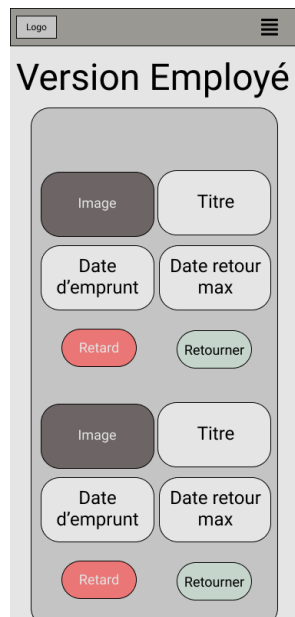 Logo
Version Employé
Image
Titre
Date
d'emprunt
Date retour
max
Retard
Retourner
Image
Titre
Date
d'emprunt
Date retour
max
Retard
Retourner